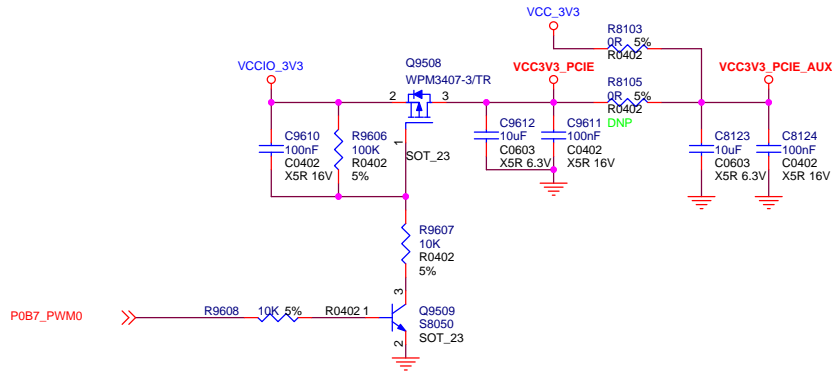 VCC_3V3
R8103
0R 5%
R0402
VCCIO_3V3
Q9508
WPM3407-3/TR
VCC3V3_PCIE
R8105
0R 5%
R0402
DNP
VCC3V3_PCIE_AUX
2
3
1
SOT_23
C9610
100nF
C0402
X5R 16V
R9606
100K
R0402
5%
C9612
10uF
C0603
X5R 6.3V
C9611
100nF
C0402
X5R 16V
C8123
10uF
C0603
X5R 6.3V
C8124
100nF
C0402
X5R 16V
R9607
10K
R0402
5%
P0B7_PWM0
R9608 10K 5% R0402 1
3
Q9509
S8050
SOT_23
2